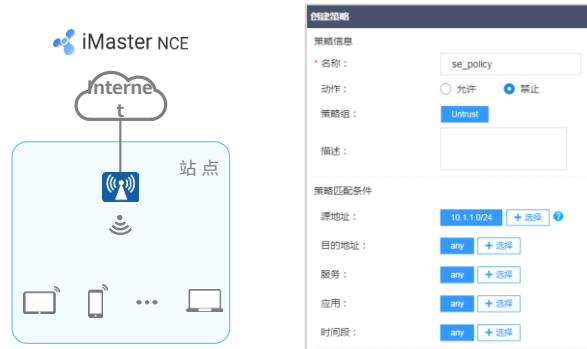 iMaster NCE
Interne
t
站点
创建策略
策略信息
* 名称： se_policy
动作： 允许 禁止
策略组： Untrust
描述：
策略匹配条件
源地址： 10.1.1.0/24 + 选择 ?
目的地址： any + 选择
服务： any + 选择
应用： any + 选择
时间段： any + 选择